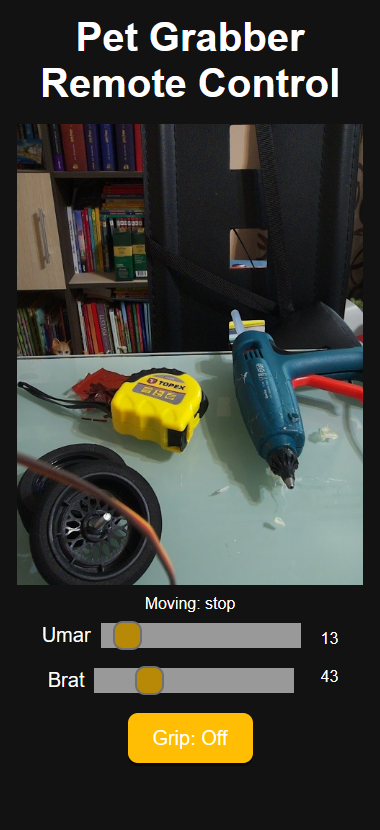 Pet Grabber
Remote Control
TOPEX
Moving: stop
Umar
13
Brat
43
Grip: Off